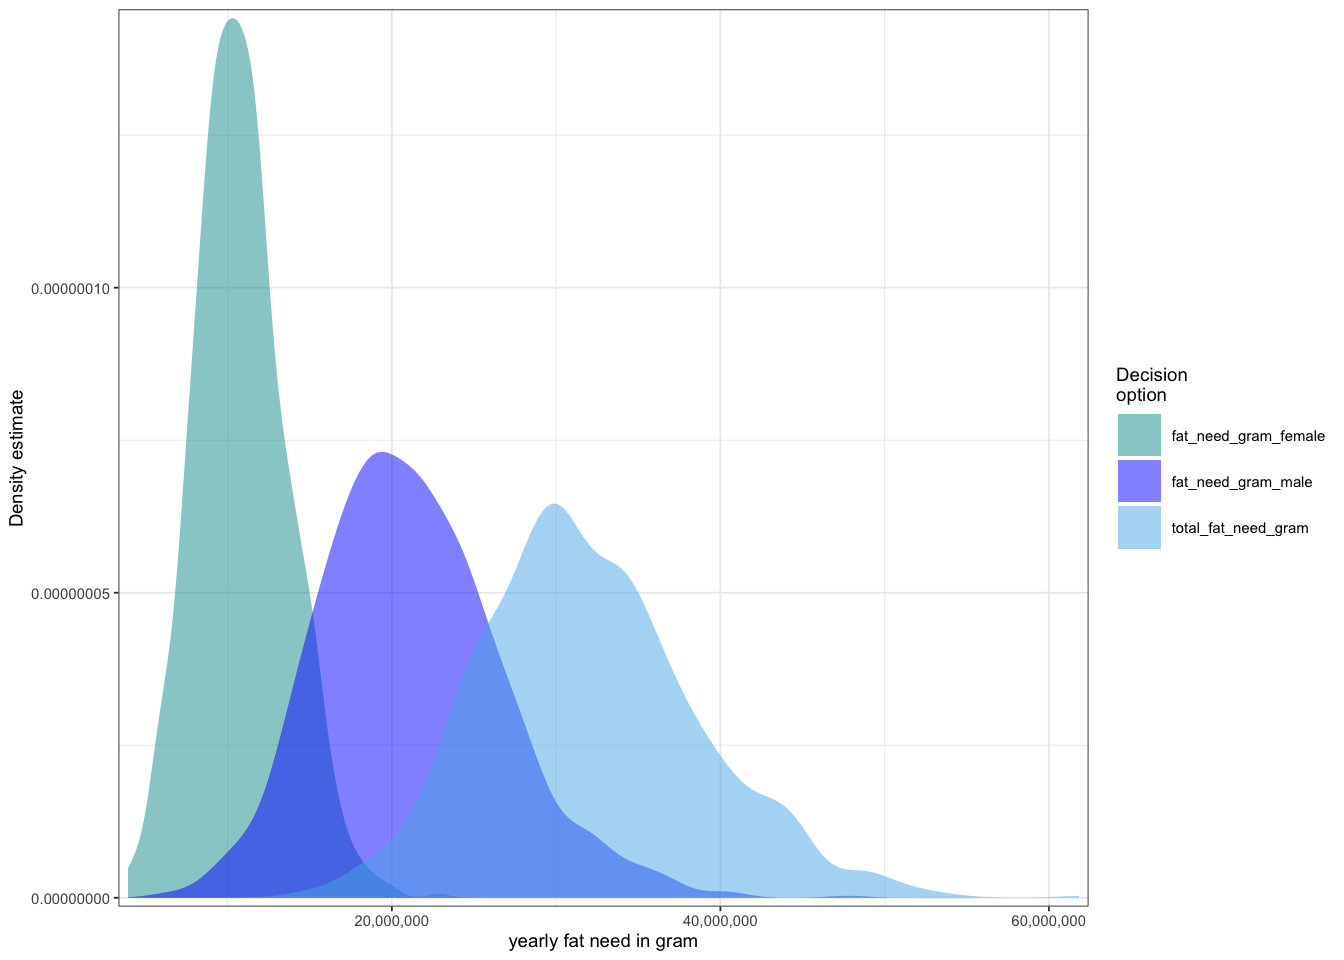 0.00000010
0.00000005
0.00000000
Density estimate
20,000,000
40,000,000
60,000,000
yearly fat need in gram
Decision
option
fat_need_gram_female
fat_need_gram_male
total_fat_need_gram